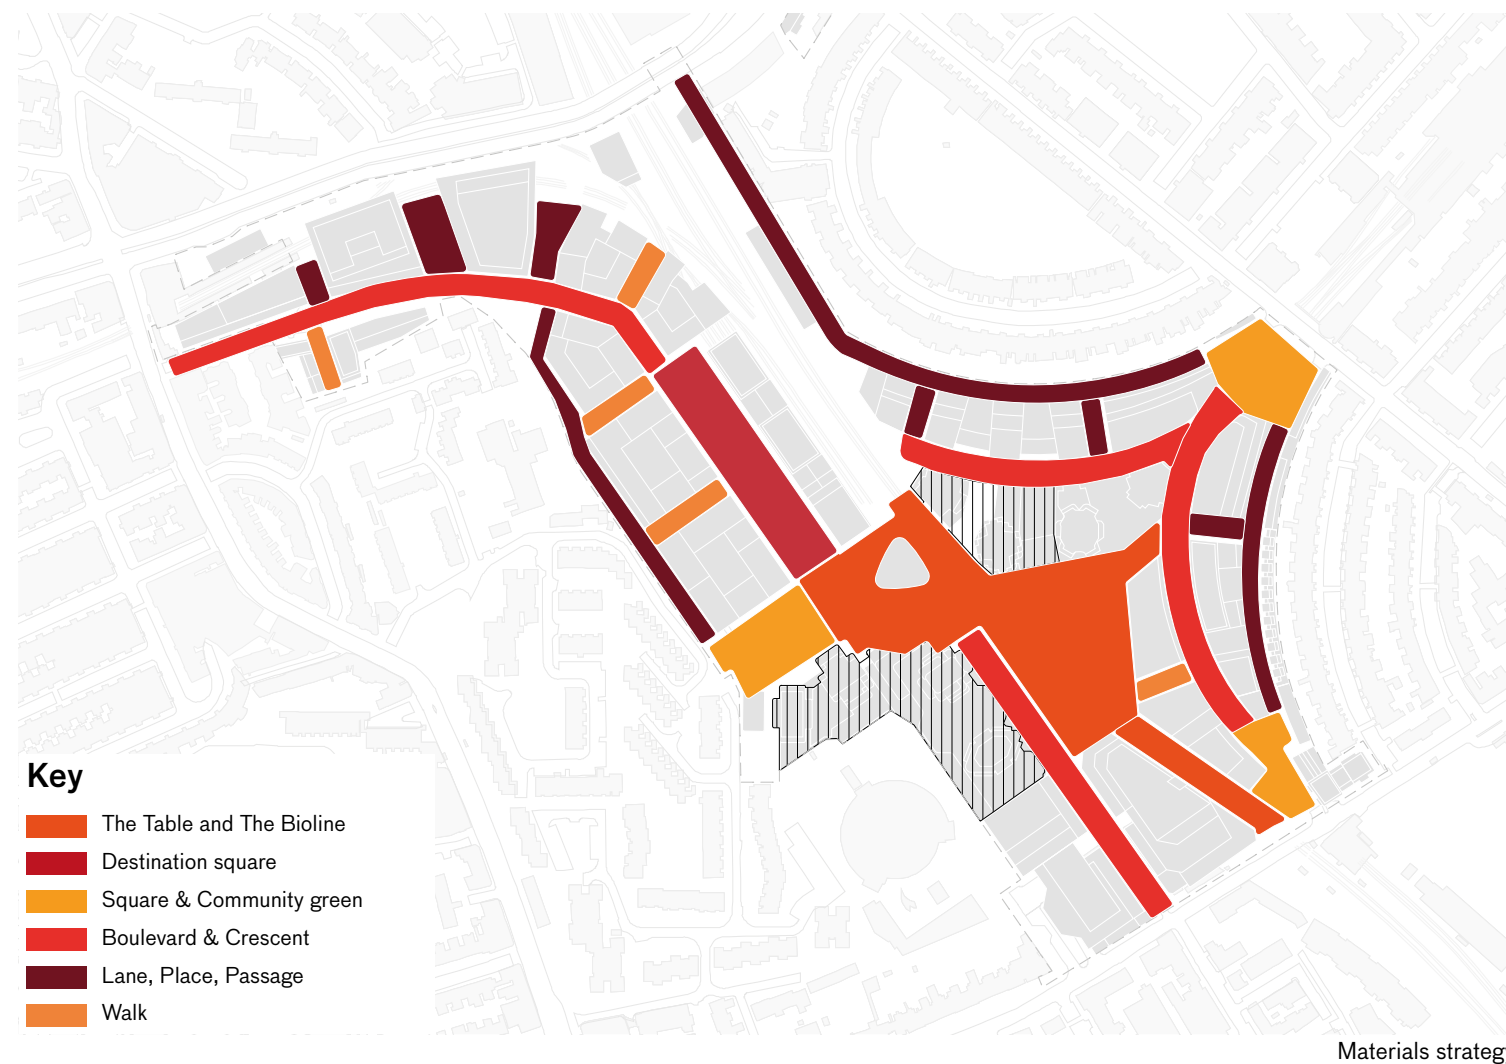 Key
The Table and The Bioline
Destination square
Square & Community green
Boulevard & Crescent
Lane, Place, Passage
Walk
Materials strateg